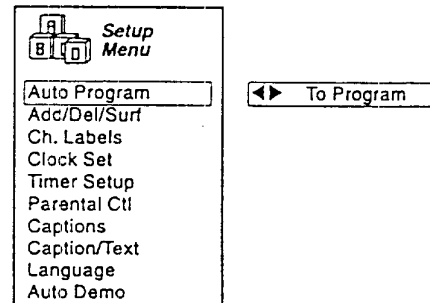 A
B D
Setup
Menu
Auto Program
◄► To Program
Add/Del/Surf
Ch. Labels
Clock Set
Timer Setup
Parental Ctl
Captions
Caption/Text
Language
Auto Demo